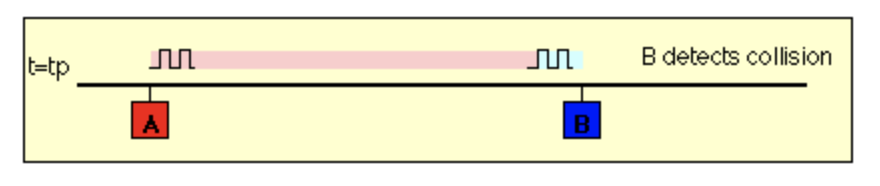 t=tp
B detects collision
A
B